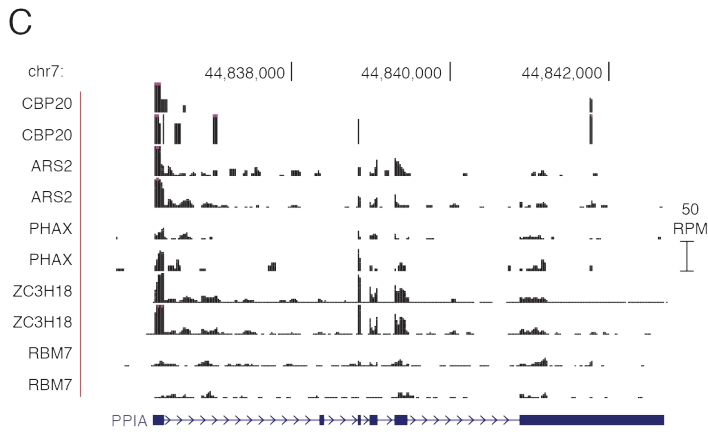 C
chr7: 44,838,000 44,840,000 44,842,000
CBP20
CBP20
ARS2
ARS2
PHAX
50
RPM
PHAX
ZC3H18
ZC3H18
RBM7
RBM7
PPIA